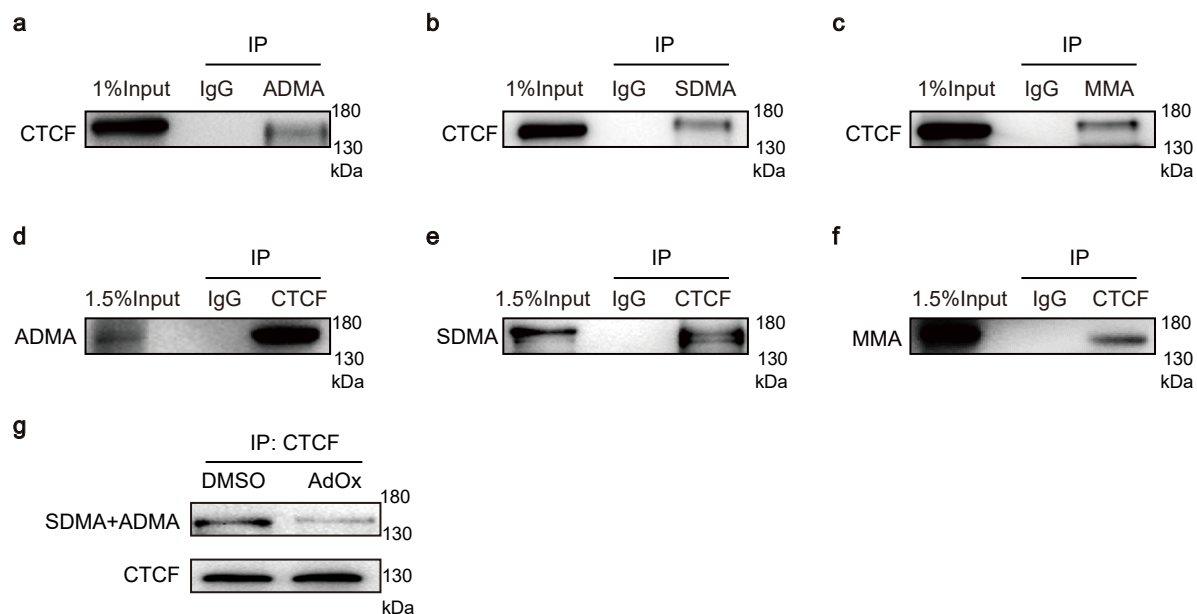 a
IP
1%Input IgG ADMA
CTCF
180
130
kDa
b
IP
1%Input IgG SDMA
CTCF
180
130
kDa
c
IP
1%Input IgG MMA
CTCF
180
130
kDa
d
IP
1.5%Input IgG CTCF
ADMA
180
130
kDa
e
IP
1.5%Input IgG CTCF
SDMA
180
130
kDa
f
IP
1.5%Input IgG CTCF
MMA
180
130
kDa
g
IP: CTCF
DMSO AdOx
SDMA+ADMA
180
130
CTCF
130
kDa